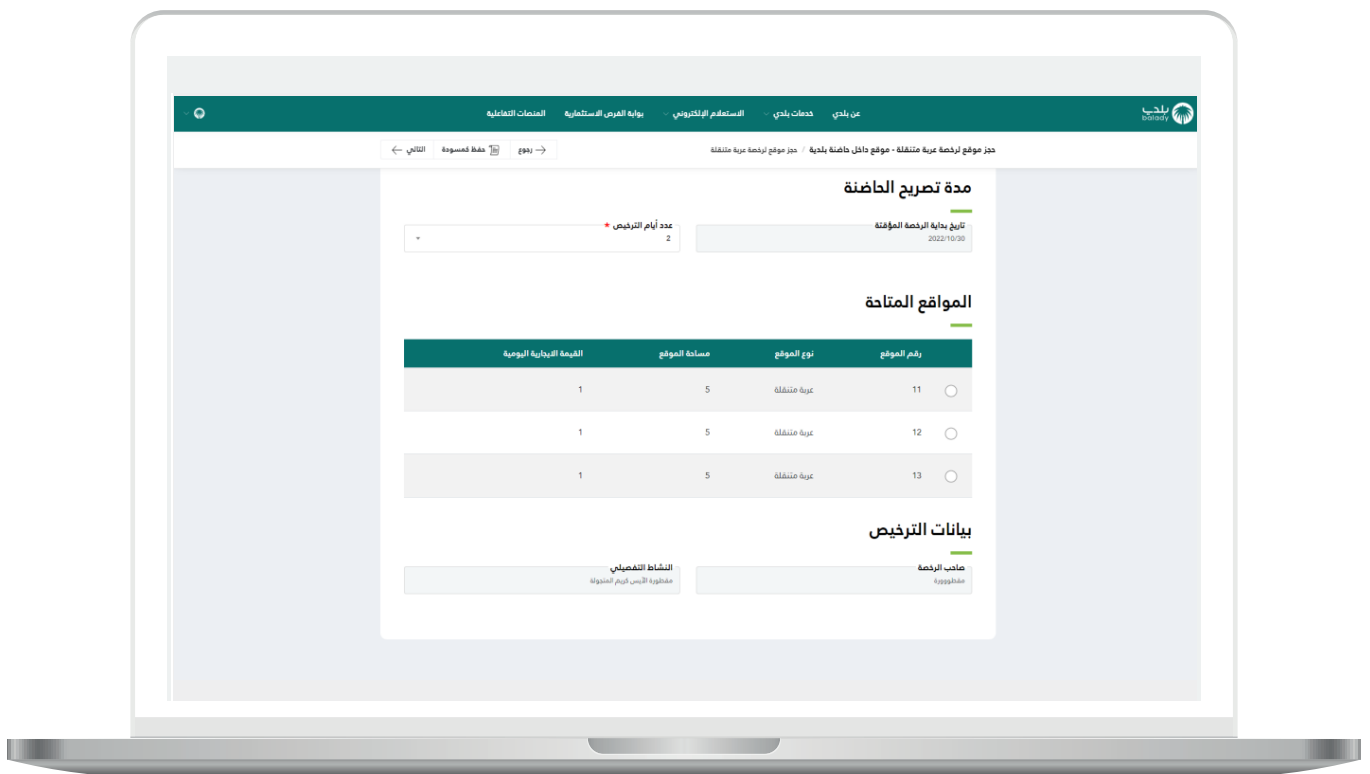 بلدي
balady
عن بلدي
خدمات بلدي
الاستعلام الإلكتروني
بوابة الفرص الاستثمارية
المنصات التفاعلية
حجز موقع لرخصة عربة متنقلة - موقع داخل حاضنة بلدية / حجز موقع لرخصة عربة متنقلة
رجوع
حفظ كمسودة
التالي
مدة تصريح الحاضنة
تاريخ بداية الرخصة المؤقتة
2022/10/30
عدد أيام الترخيص *
2
المواقع المتاحة
رقم الموقع نوع الموقع مساحة الموقع القيمة الايجارية اليومية
11 عربة متنقلة 5 1
12 عربة متنقلة 5 1
13 عربة متنقلة 5 1
بيانات الترخيص
صاحب الرخصة
مقطووورة
النشاط التفصيلي
مقطورة الآيس كريم المتجولة